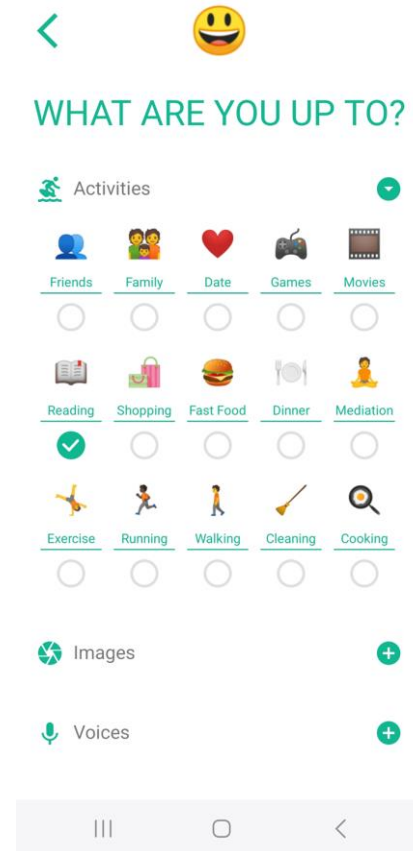 WHAT ARE YOU UP TO?
Activities
Friends Family Date Games Movies
Reading Shopping Fast Food Dinner Mediation
Exercise Running Walking Cleaning Cooking
Images
Voices